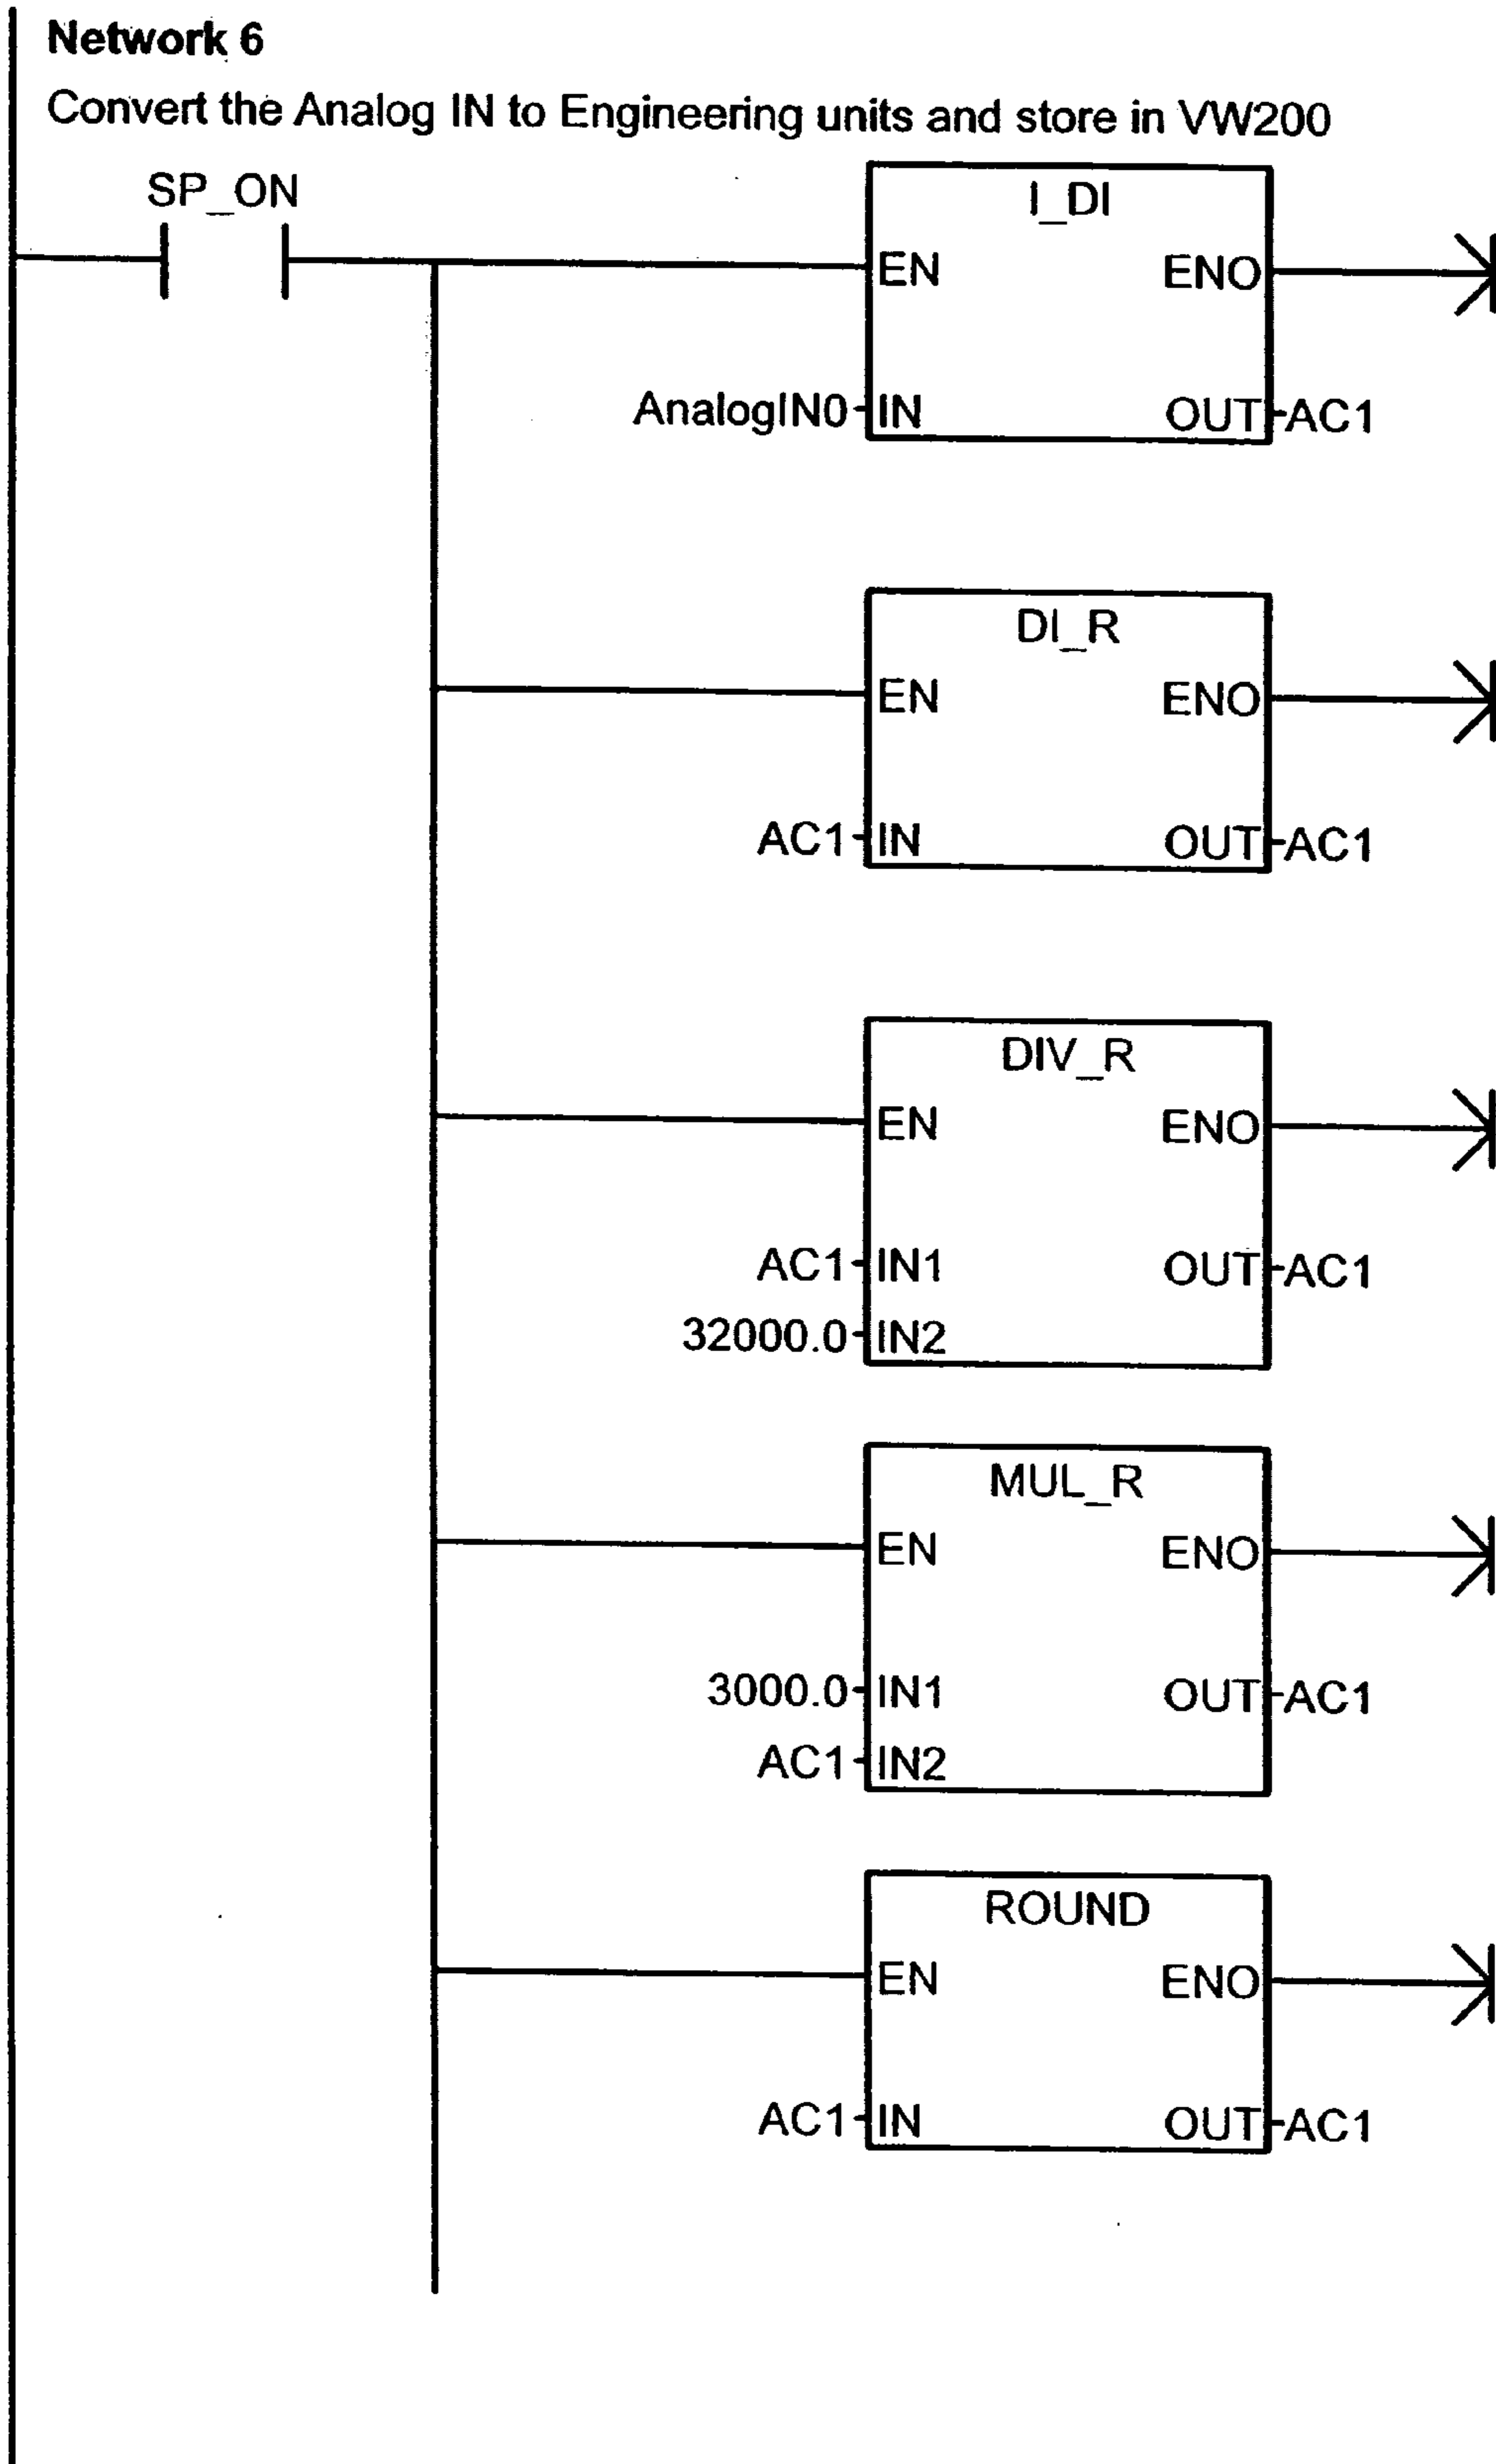 Network 6
Convert the Analog IN to Engineering units and store in VW200
SP_ON
I_DI
EN ENO
AnalogIN0 IN OUT AC1
DI_R
EN ENO
AC1 IN OUT AC1
DIV_R
EN ENO
AC1 IN1 OUT AC1
32000.0 IN2
MUL_R
EN ENO
3000.0 IN1 OUT AC1
AC1 IN2
ROUND
EN ENO
AC1 IN OUT AC1